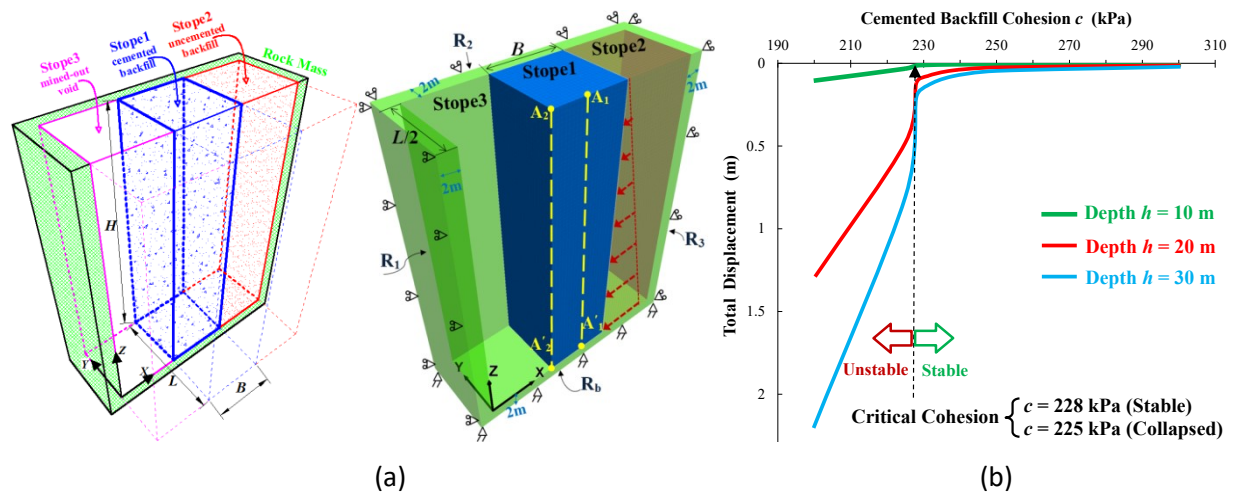 Stope1
cemented
backfill
Stope2
uncemented
backfill
Stope3
mined-out
void
Rock Mass
H
Y
Z
X
L
B
R2
B
Stope2
2m
Stope1
2m
Stope3
A2
A1
L/2
2m
R1
R3
A'1
A'2
Y
Z
X
Rb
2m
(a)
Cemented Backfill Cohesion c (kPa)
190 210 230 250 270 290 310
0
0.5
1
1.5
2
Total Displacement (m)
Depth h = 10 m
Depth h = 20 m
Depth h = 30 m
Unstable Stable
Critical Cohesion { c = 228 kPa (Stable)
c = 225 kPa (Collapsed)
(b)